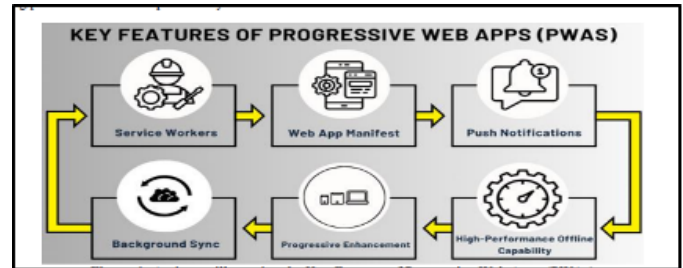 KEY FEATURES OF PROGRESSIVE WEB APPS (PWAS)
1
Service Workers
Web App Manifest
Push Notifications
Background Sync
Progressive Enhancement
High-Performance Offline
Capability